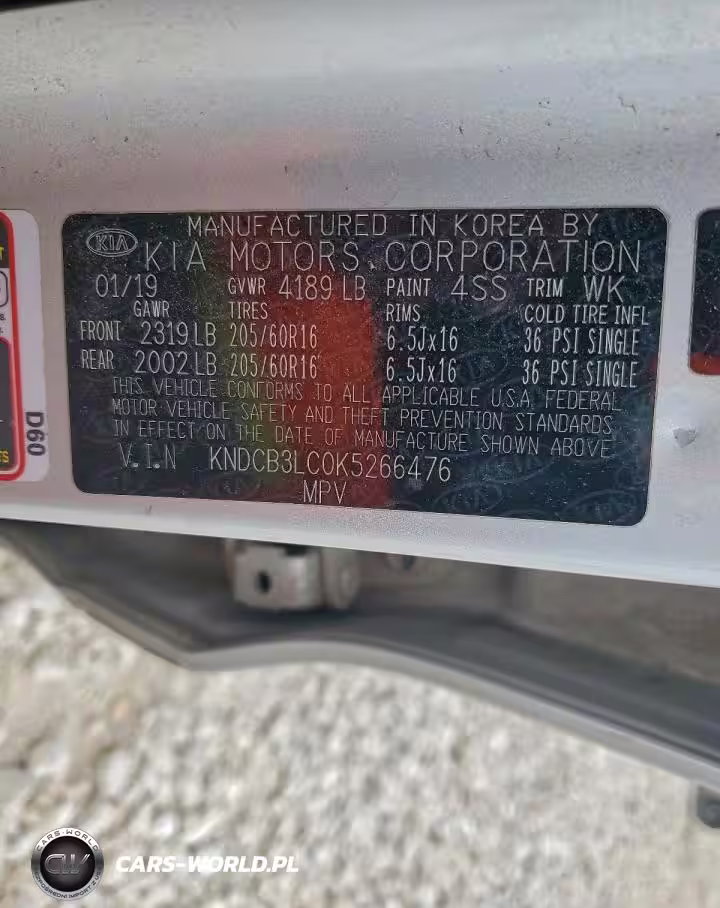 MANUFACTURED IN KOREA BY
KIA KIA MOTORS CORPORATION
01/19 GVWR 4189 LB PAINT 4SS TRIM WK
GAWR TIRES RIMS COLD TIRE INFL
FRONT 2319 LB 205/60R16 6.5Jx16 36 PSI SINGLE
REAR 2002 LB 205/60R16 6.5Jx16 36 PSI SINGLE
THIS VEHICLE CONFORMS TO ALL APPLICABLE U.S.A. FEDERAL
MOTOR VEHICLE SAFETY AND THEFT PREVENTION STANDARDS
IN EFFECT ON THE DATE OF MANUFACTURE SHOWN ABOVE
V.I.N KNDCB3LC0K5266476
MPV
D60
CARS-WORLD
CW
CARS-WORLD.PL